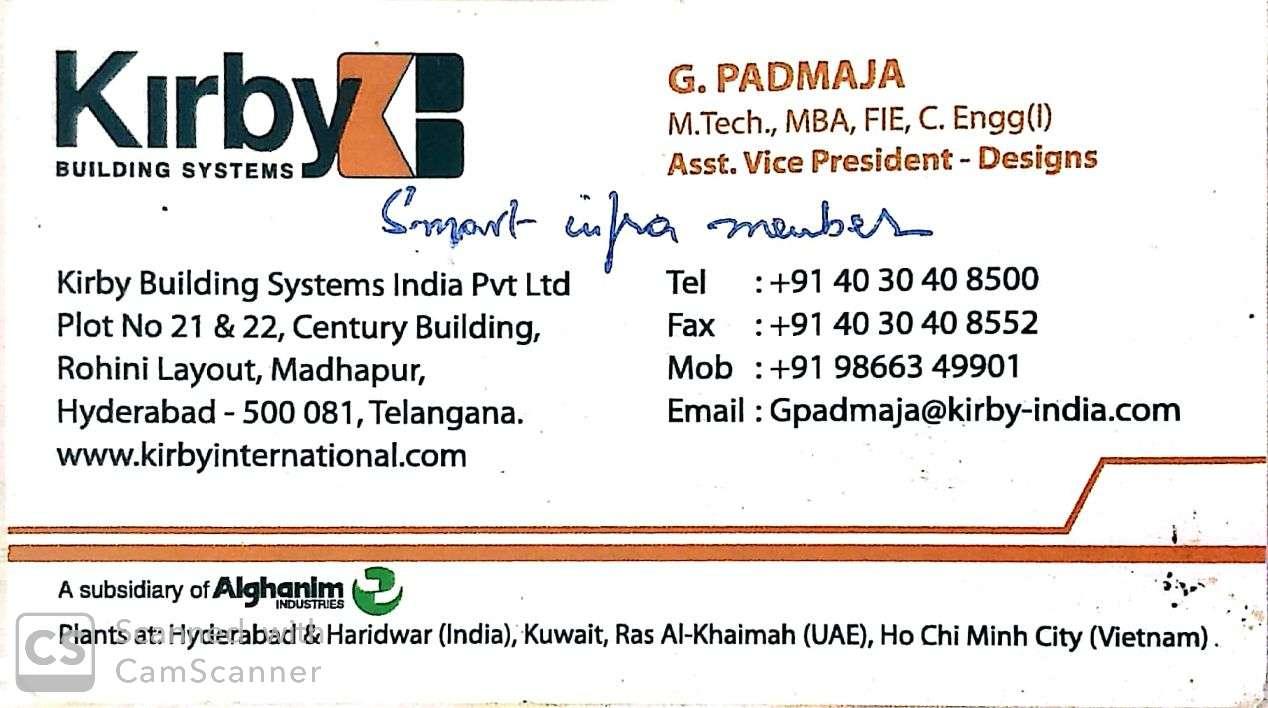 Kirby
BUILDING SYSTEMS
G. PADMAJA
M.Tech., MBA, FIE, C. Engg(I)
Asst. Vice President - Designs
Smart infra member
Kirby Building Systems India Pvt Ltd
Plot No 21 & 22, Century Building,
Rohini Layout, Madhapur,
Hyderabad - 500 081, Telangana.
www.kirbyinternational.com
Tel : +91 40 30 40 8500
Fax : +91 40 30 40 8552
Mob : +91 98663 49901
Email : Gpadmaja@kirby-india.com
A subsidiary of Alghanim
INDUSTRIES
Plants at: Hyderabad & Haridwar (India), Kuwait, Ras Al-Khaimah (UAE), Ho Chi Minh City (Vietnam) .
CS
Scanned with
CamScanner